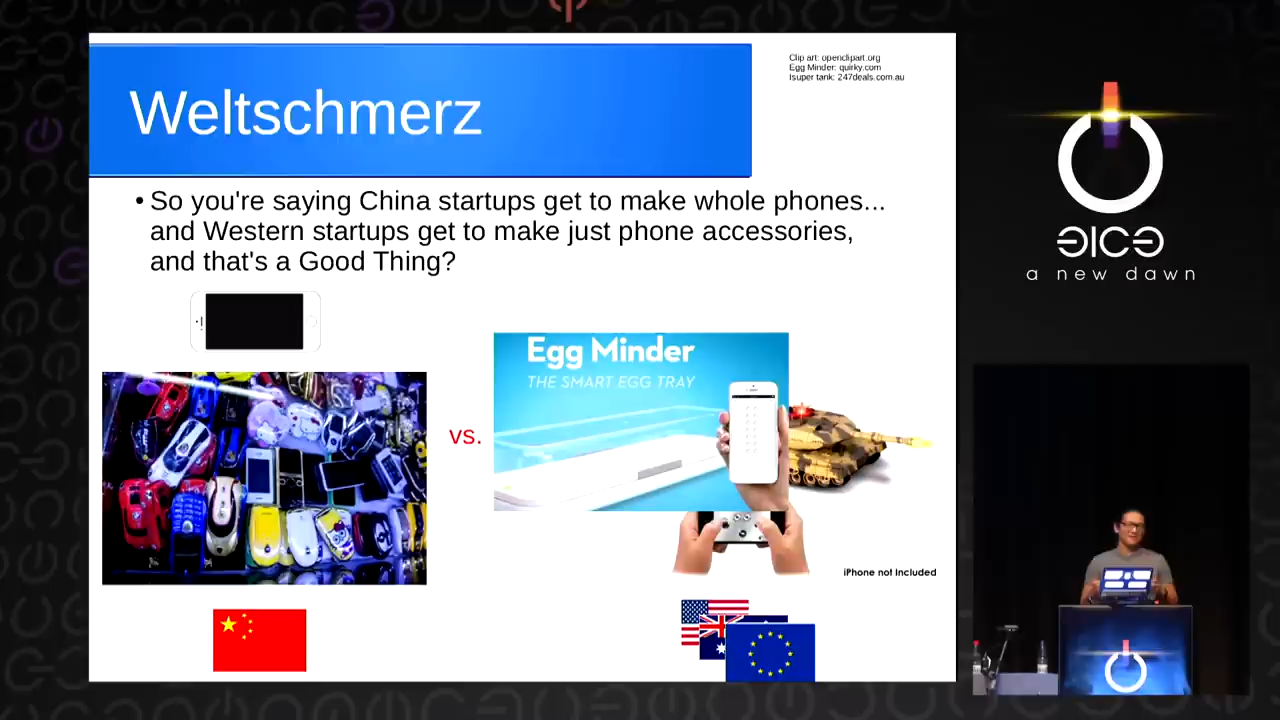 Weltschmerz
Clip art: openclipart.org
Egg Minder: quirky.com
Isuper tank: 247deals.com.au
• So you're saying China startups get to make whole phones...
and Western startups get to make just phone accessories,
and that's a Good Thing?
Egg Minder
THE SMART EGG TRAY
vs.
iPhone not Included
a new dawn